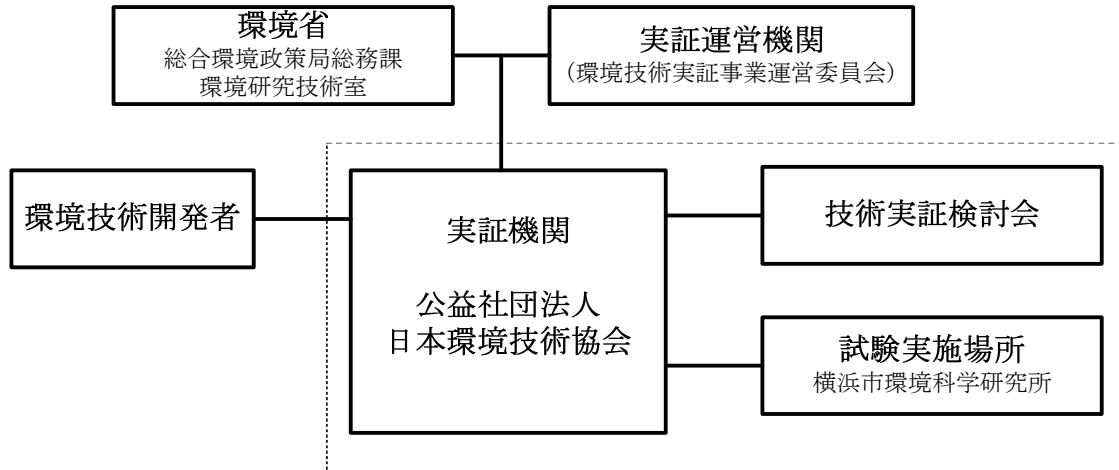 環境省
総合環境政策局総務課
環境研究技術室
実証運営機関
（環境技術実証事業運営委員会）
環境技術開発者
実証機関
公益社団法人
日本環境技術協会
技術実証検討会
試験実施場所
横浜市環境科学研究所